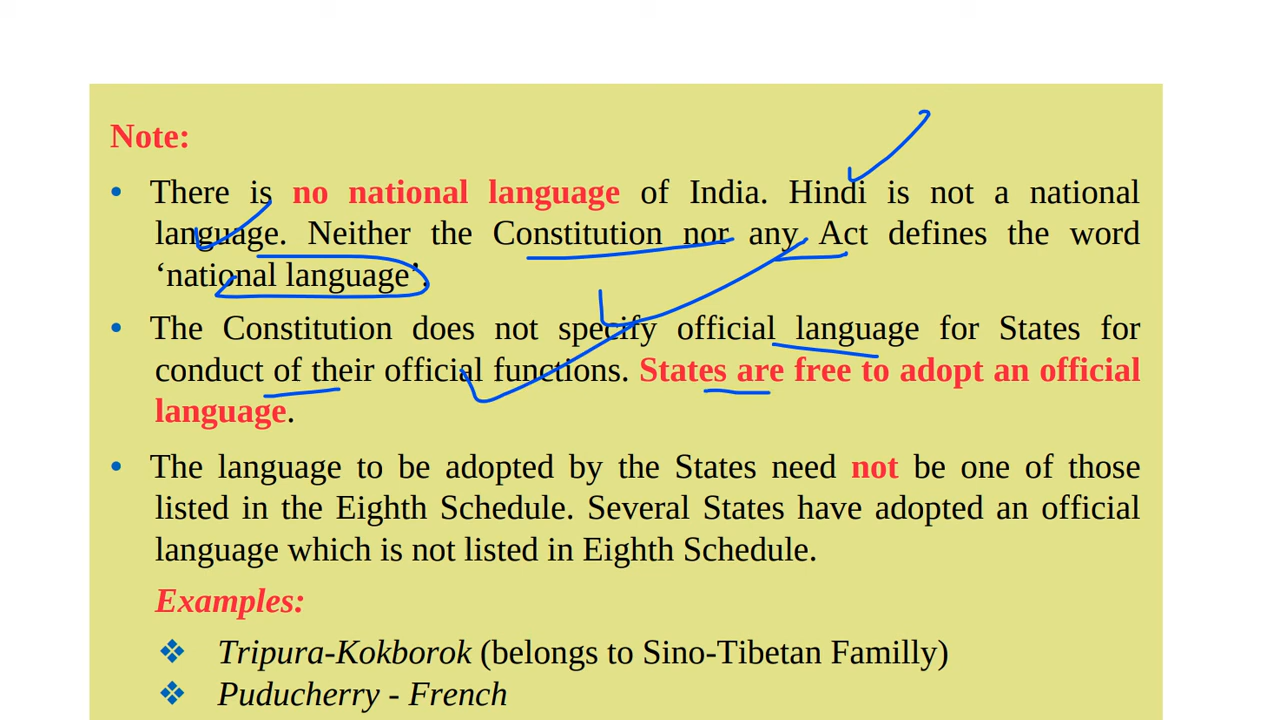 Note:
• There is no national language of India. Hindi is not a national
language. Neither the Constitution nor any Act defines the word
‘national language’.
• The Constitution does not specify official language for States for
conduct of their official functions. States are free to adopt an official
language.
• The language to be adopted by the States need not be one of those
listed in the Eighth Schedule. Several States have adopted an official
language which is not listed in Eighth Schedule.
Examples:
❖ Tripura-Kokborok (belongs to Sino-Tibetan Familly)
❖ Puducherry - French